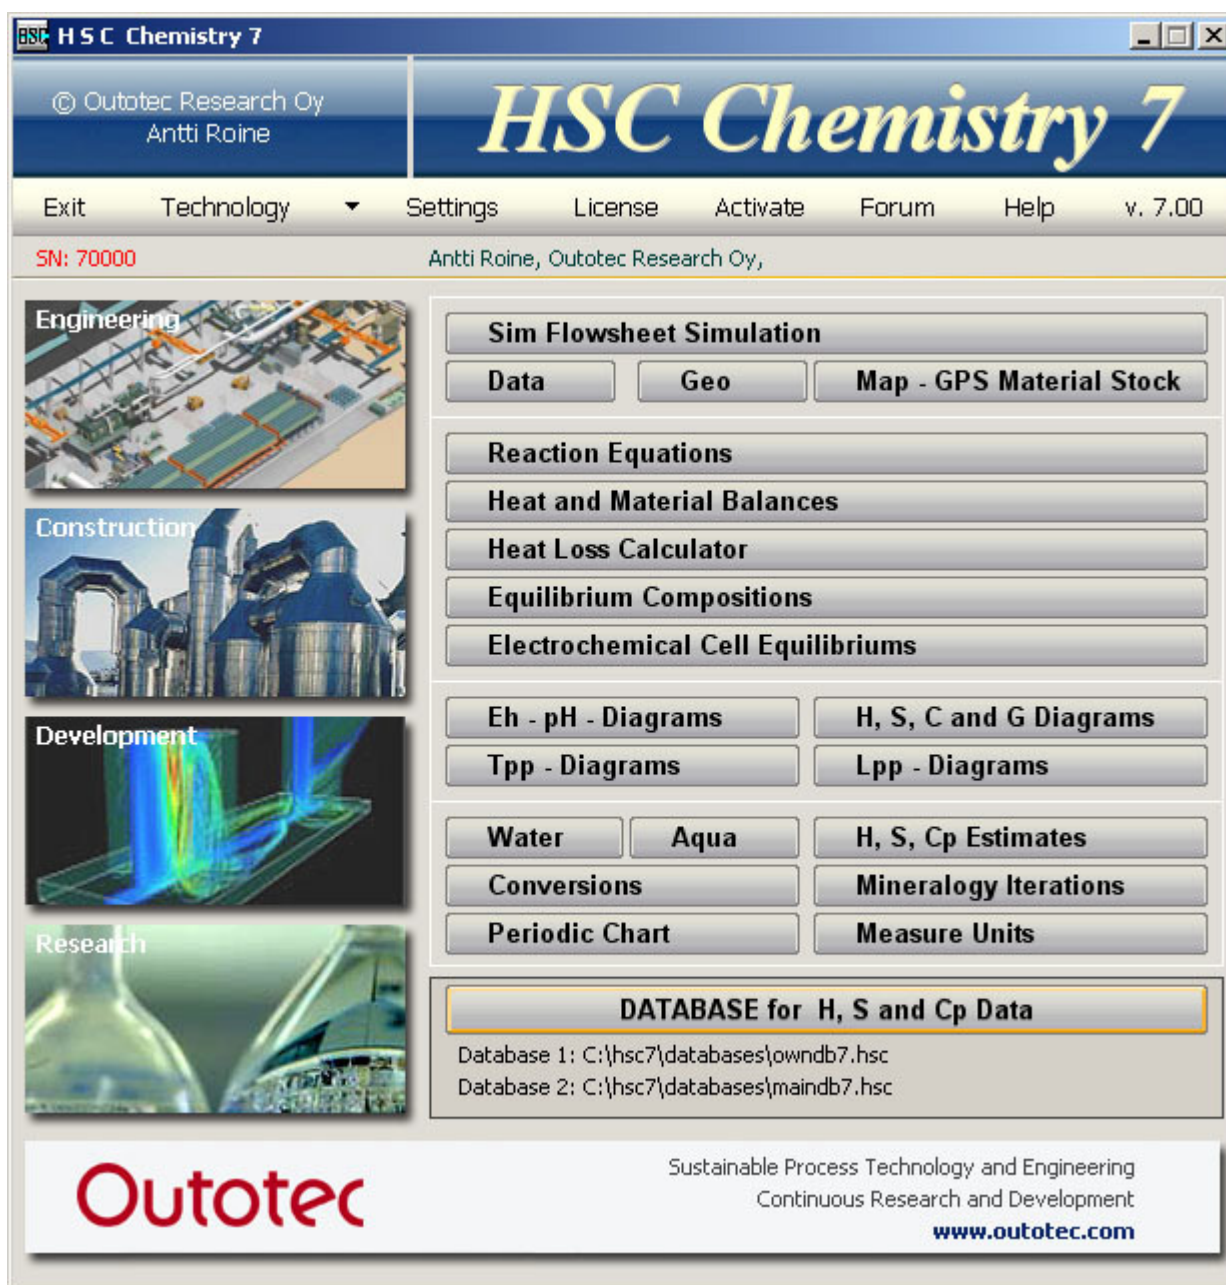 HSC H S C Chemistry 7
© Outotec Research Oy
Antti Roine
HSC Chemistry 7
Exit Technology Settings License Activate Forum Help v. 7.00
SN: 70000 Antti Roine, Outotec Research Oy,
Engineering
Construction
Development
Research
Sim Flowsheet Simulation
Data Geo Map - GPS Material Stock
Reaction Equations
Heat and Material Balances
Heat Loss Calculator
Equilibrium Compositions
Electrochemical Cell Equilibriums
Eh - pH - Diagrams H, S, C and G Diagrams
Tpp - Diagrams Lpp - Diagrams
Water Aqua H, S, Cp Estimates
Conversions Mineralogy Iterations
Periodic Chart Measure Units
DATABASE for H, S and Cp Data
Database 1: C:\hsc7\databases\owndb7.hsc
Database 2: C:\hsc7\databases\maindb7.hsc
Outotec
Sustainable Process Technology and Engineering
Continuous Research and Development
www.outotec.com